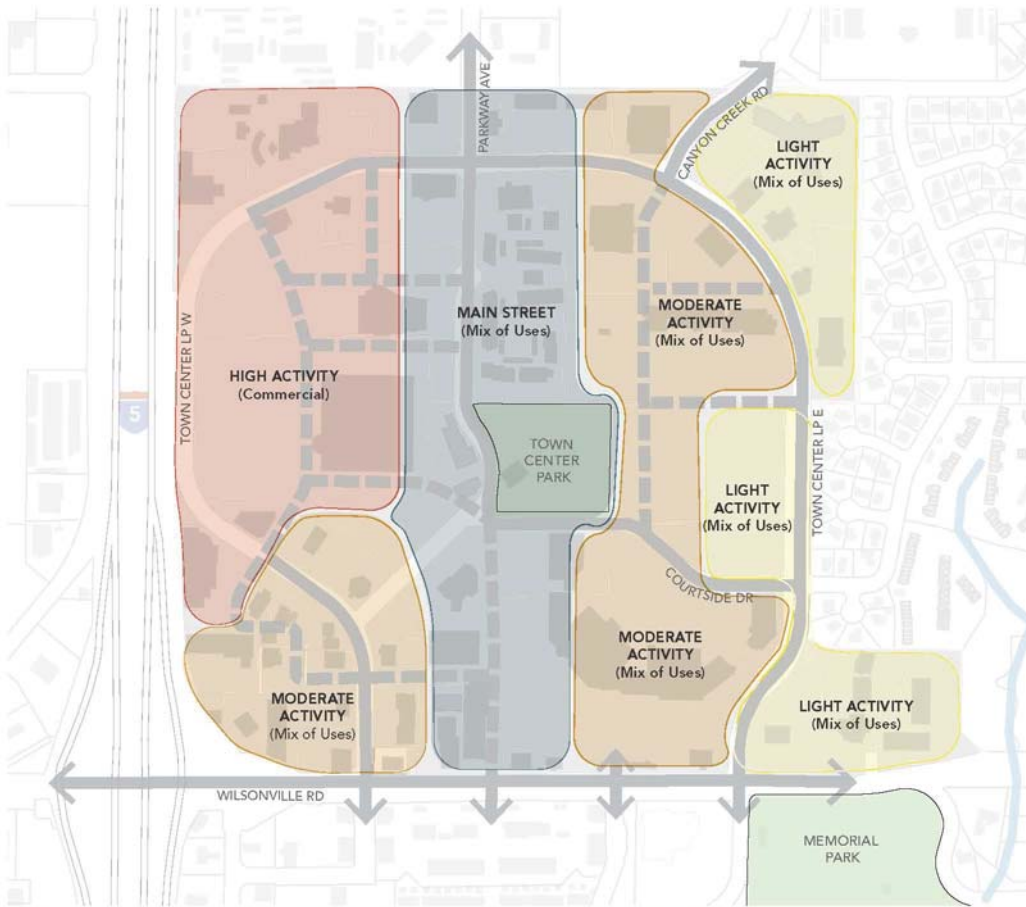 PARKWAY AVE
CANYON CREEK RD
LIGHT
ACTIVITY
(Mix of Uses)
MAIN STREET
(Mix of Uses)
MODERATE
ACTIVITY
(Mix of Uses)
TOWN CENTER LP W
HIGH ACTIVITY
(Commercial)
5
TOWN
CENTER
PARK
LIGHT
ACTIVITY
(Mix of Uses)
TOWN CENTER LP E
COURTSIDE DR
MODERATE
ACTIVITY
(Mix of Uses)
MODERATE
ACTIVITY
(Mix of Uses)
LIGHT ACTIVITY
(Mix of Uses)
WILSONVILLE RD
MEMORIAL
PARK